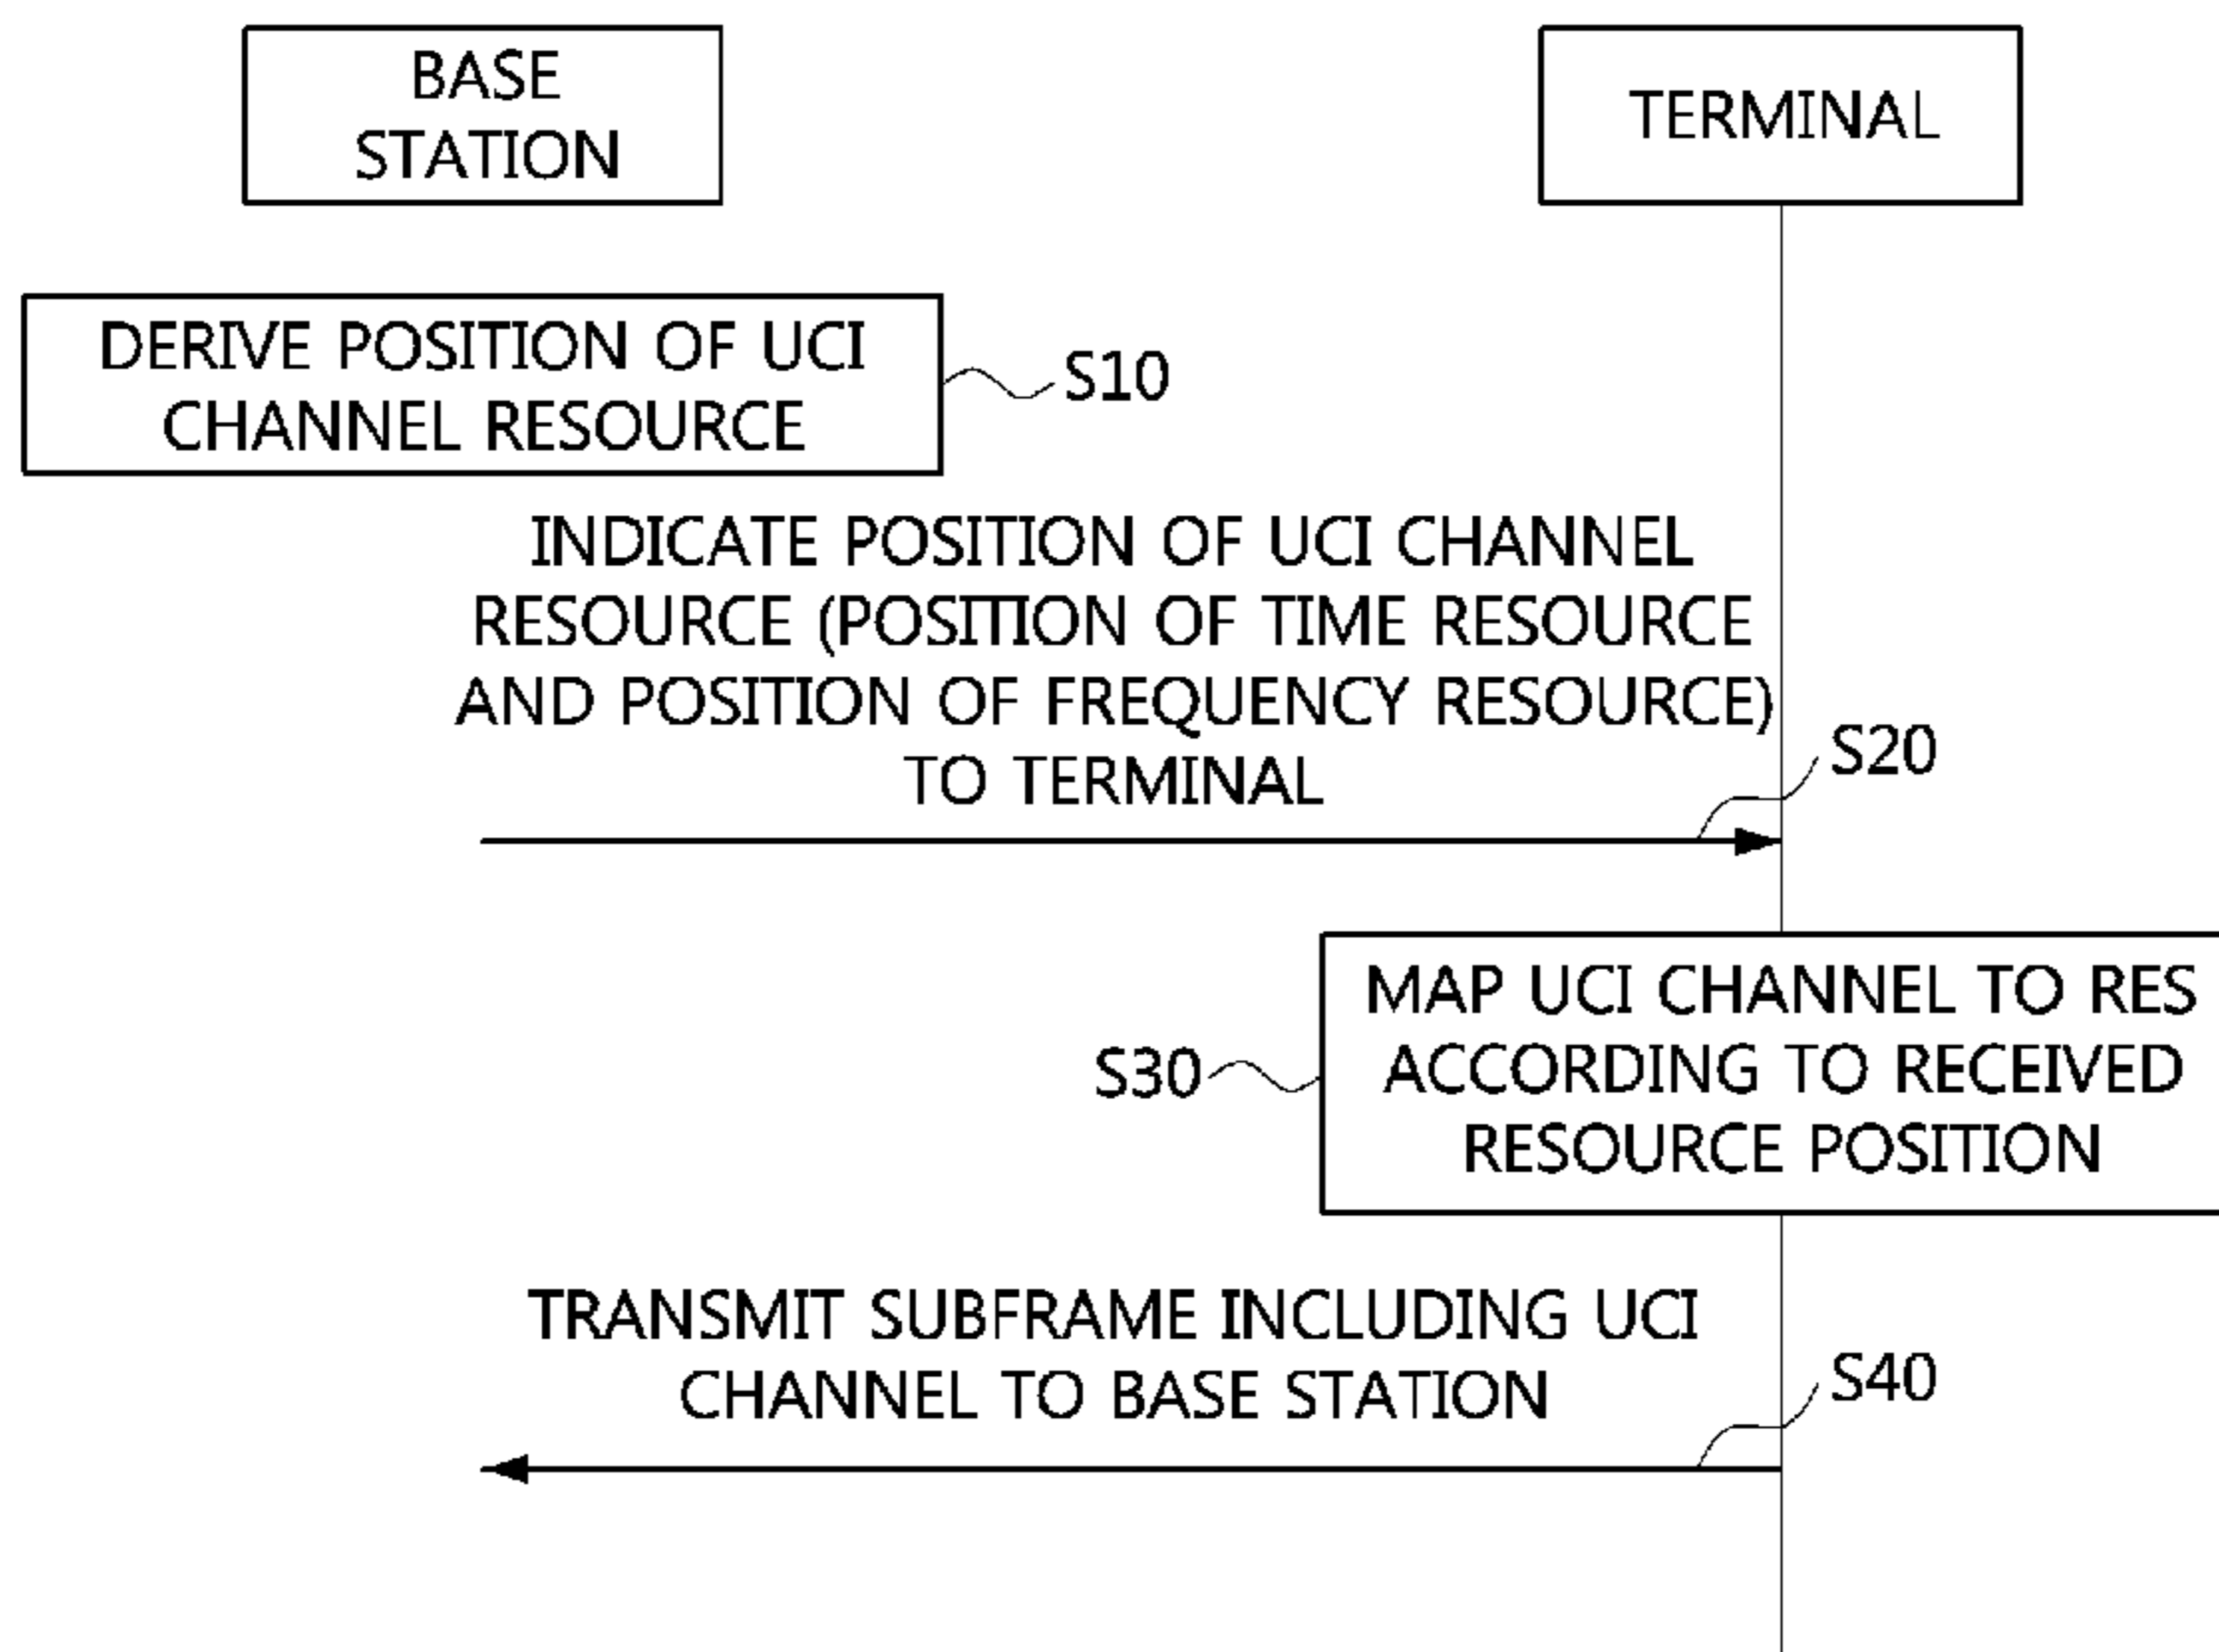 BASE
STATION
TERMINAL
DERIVE POSITION OF UCI
CHANNEL RESOURCE
S10
INDICATE POSITION OF UCI CHANNEL
RESOURCE (POSITION OF TIME RESOURCE
AND POSITION OF FREQUENCY RESOURCE)
TO TERMINAL
S20
MAP UCI CHANNEL TO RES
ACCORDING TO RECEIVED
RESOURCE POSITION
S30
TRANSMIT SUBFRAME INCLUDING UCI
CHANNEL TO BASE STATION
S40